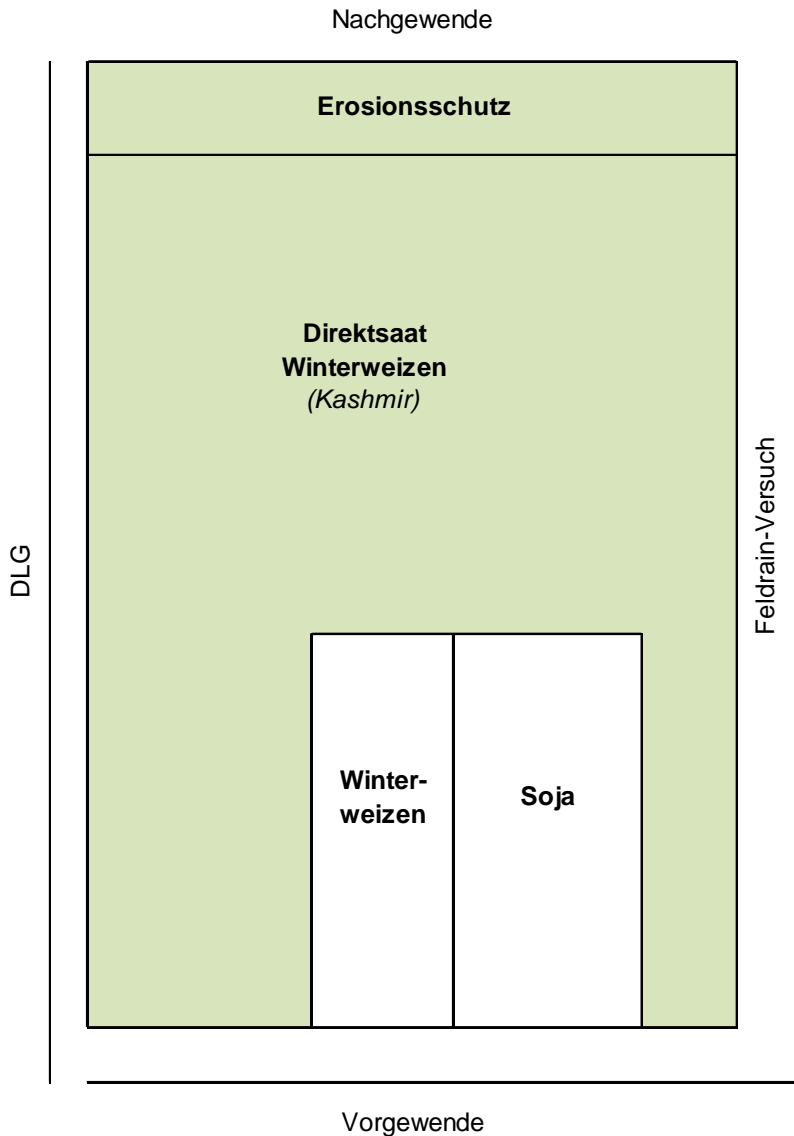 Nachgewende
Erosionsschutz
Direktsaat
Winterweizen
(Kashmir)
DLG
Feldrain-Versuch
Winter-
weizen
Soja
Vorgewende